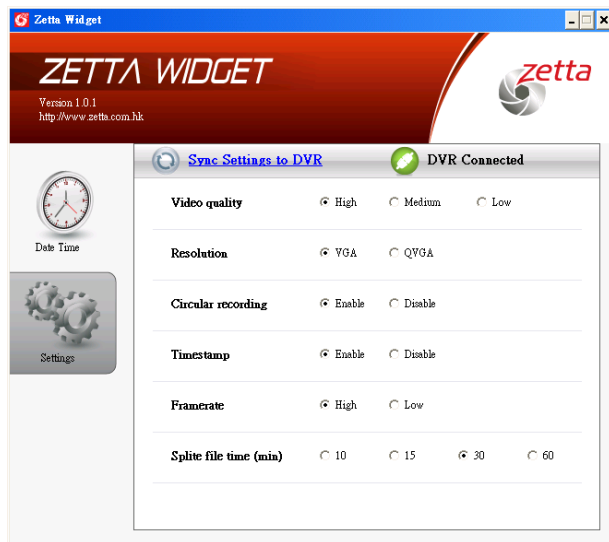 Zetta Widget
ZETTA WIDGET
zetta
Version 1.0.1
http://www.zetta.com.hk
Sync Settings to DVR DVR Connected
Video quality High Medium Low
Date Time
Resolution VGA QVGA
Circular recording Enable Disable
Settings
Timestamp Enable Disable
Framerate High Low
Splite file time (min) 10 15 30 60